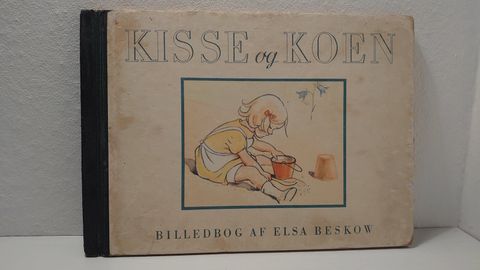 KISSE og KOEN
BILLEDBOG AF ELSA BESKOW